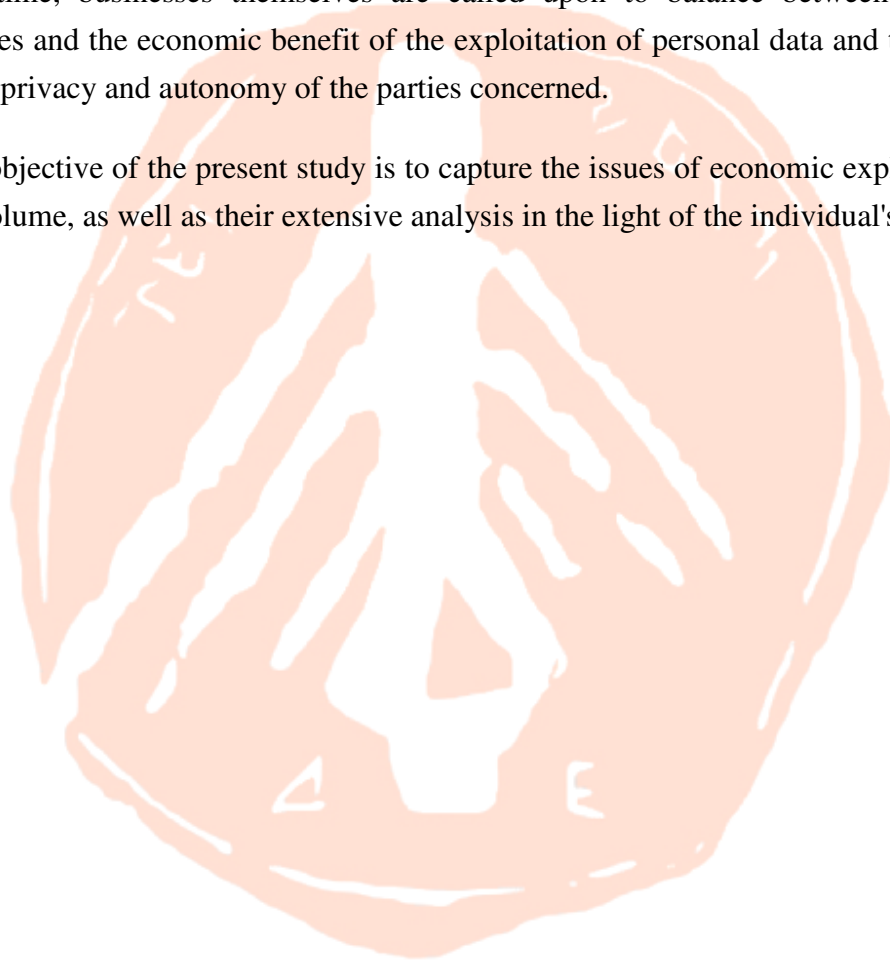 time, businesses themselves are called upon to balance between
es and the economic benefit of the exploitation of personal data and t
privacy and autonomy of the parties concerned.
bjective of the present study is to capture the issues of economic exp
olume, as well as their extensive analysis in the light of the individual's
Δ Ε